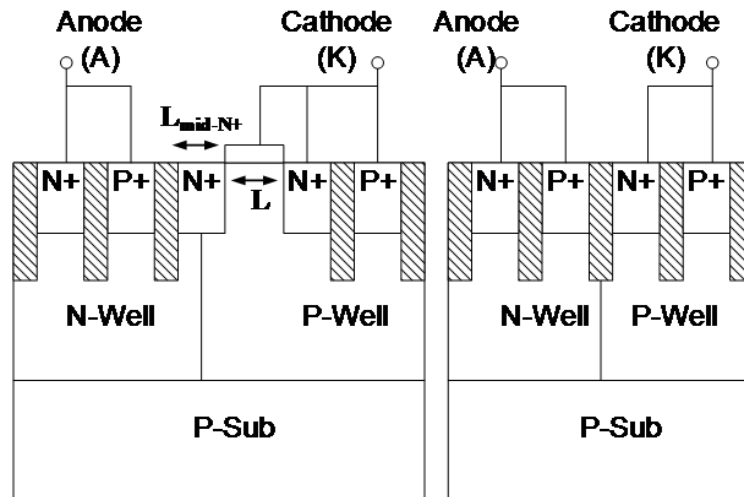 Anode Cathode Anode Cathode
(A) (K) (A) (K)
Lmid-N+
N+ P+ N+ N+ P+ N+ P+ N+ P+
L
N-Well P-Well N-Well P-Well
P-Sub P-Sub